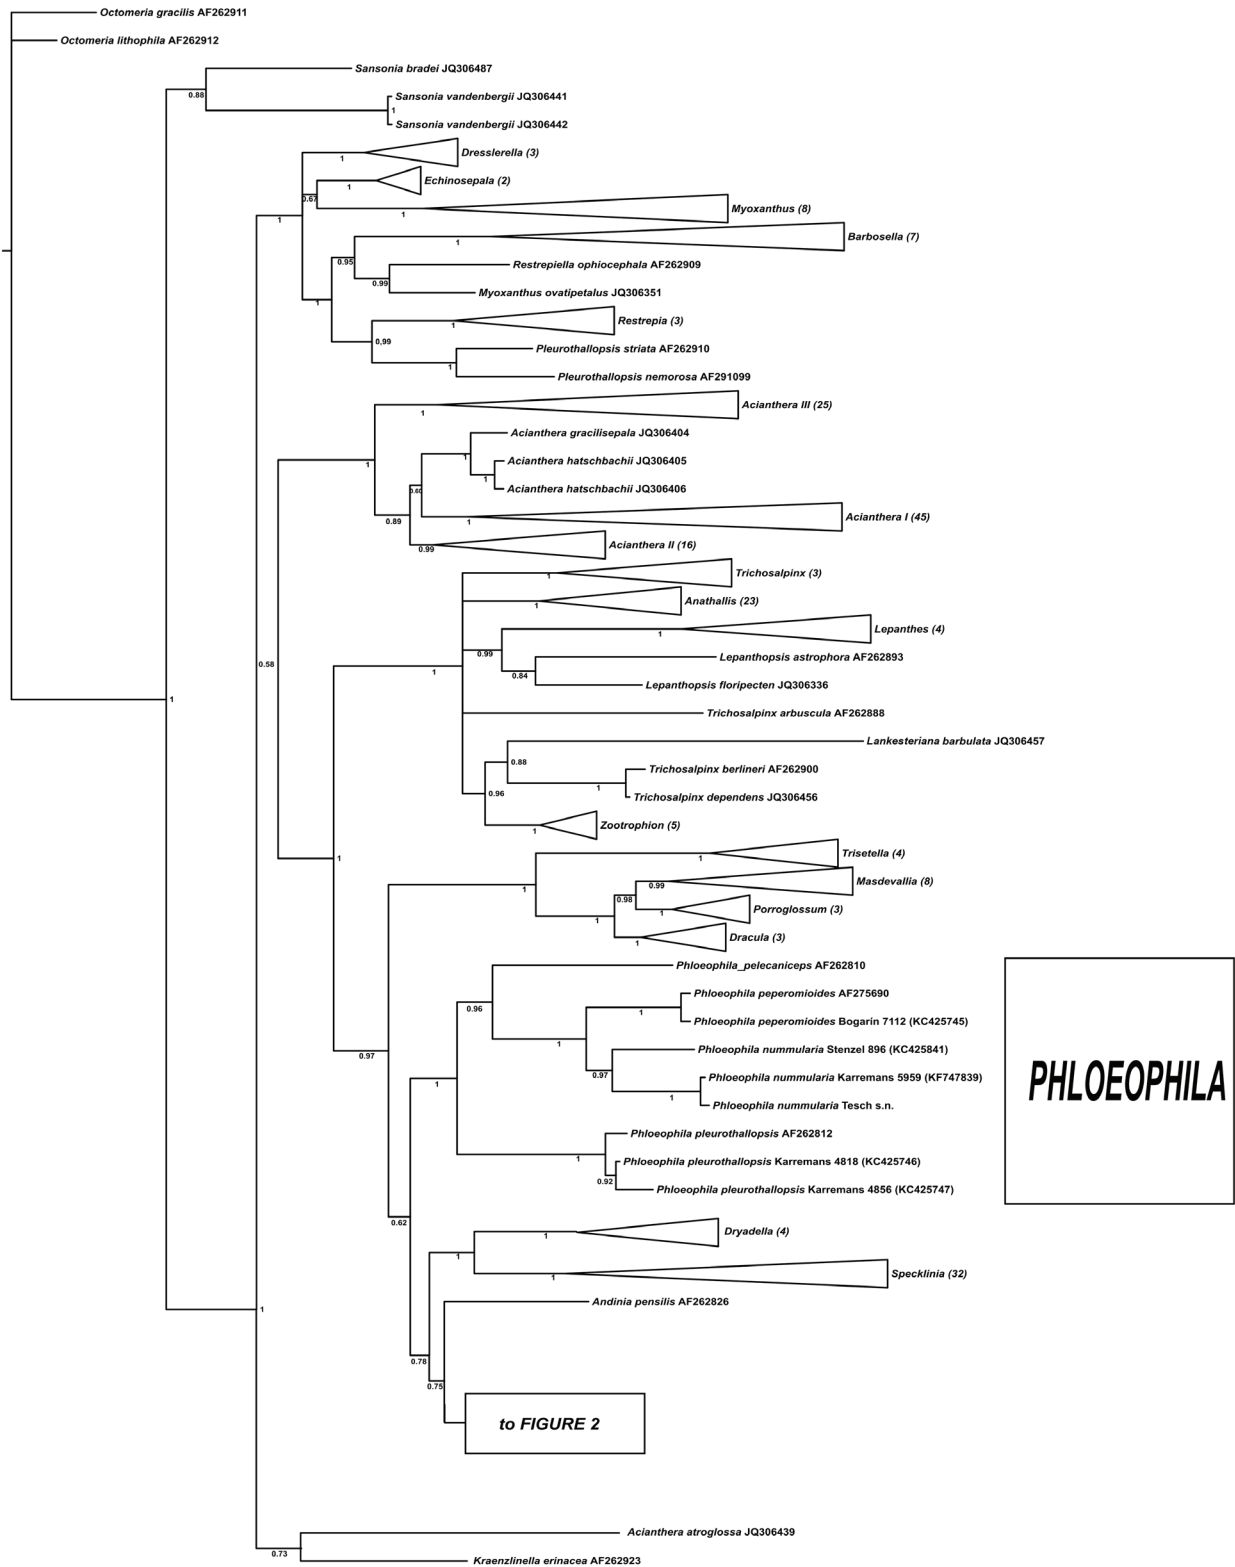 Octomeria gracilis AF262911
Octomeria lithophila AF262912
Sansonia bradei JQ306487
0.88
Sansonia vandenbergii JQ306441
1
Sansonia vandenbergii JQ306442
Dresslerella (3)
1
Echinosepala (2)
1
0.67
Myoxanthus (8)
1
1
Barbosella (7)
1
0.95
Restrepiella ophiocephala AF262909
0.99
Myoxanthus ovatipetalus JQ306351
1
Restrepia (3)
1
0,99
Pleurothallopsis striata AF262910
1
Pleurothallopsis nemorosa AF291099
Acianthera III (25)
1
Acianthera gracilisepala JQ306404
1
1
Acianthera hatschbachii JQ306405
1
Acianthera hatschbachii JQ306406
0.60
Acianthera I (45)
1
0.89
Acianthera II (16)
0.99
Trichosalpinx (3)
1
Anathallis (23)
1
Lepanthes (4)
1
0.99
Lepanthopsis astrophora AF262893
0.58
1
0.84
Lepanthopsis floripecten JQ306336
1
Trichosalpinx arbuscula AF262888
Lankesteriana barbulata JQ306457
0.88
Trichosalpinx berlineri AF262900
1
0.96
Trichosalpinx dependens JQ306456
Zootrophion (5)
1
Trisetella (4)
1
1
Masdevallia (8)
0.99
1
0.98
Porroglossum (3)
1
1
Dracula (3)
1
Phloeophila_pelecaniceps AF262810
Phloeophila peperomioides AF275690
0.96
1
Phloeophila peperomioides Bogarín 7112 (KC425745)
1
Phloeophila nummularia Stenzel 896 (KC425841)
0.97
0.97
Phloeophila nummularia Karremans 5959 (KF747839)
1
1
PHLOEOPHILA
Phloeophila nummularia Tesch s.n.
Phloeophila pleurothallopsis AF262812
1
Phloeophila pleurothallopsis Karremans 4818 (KC425746)
0.92
Phloeophila pleurothallopsis Karremans 4856 (KC425747)
0.62
Dryadella (4)
1
1
Specklinia (32)
1
Andinia pensilis AF262826
1
0.78
0.75
to FIGURE 2
Acianthera atroglossa JQ306439
0.73
Kraenzlinella erinacea AF262923